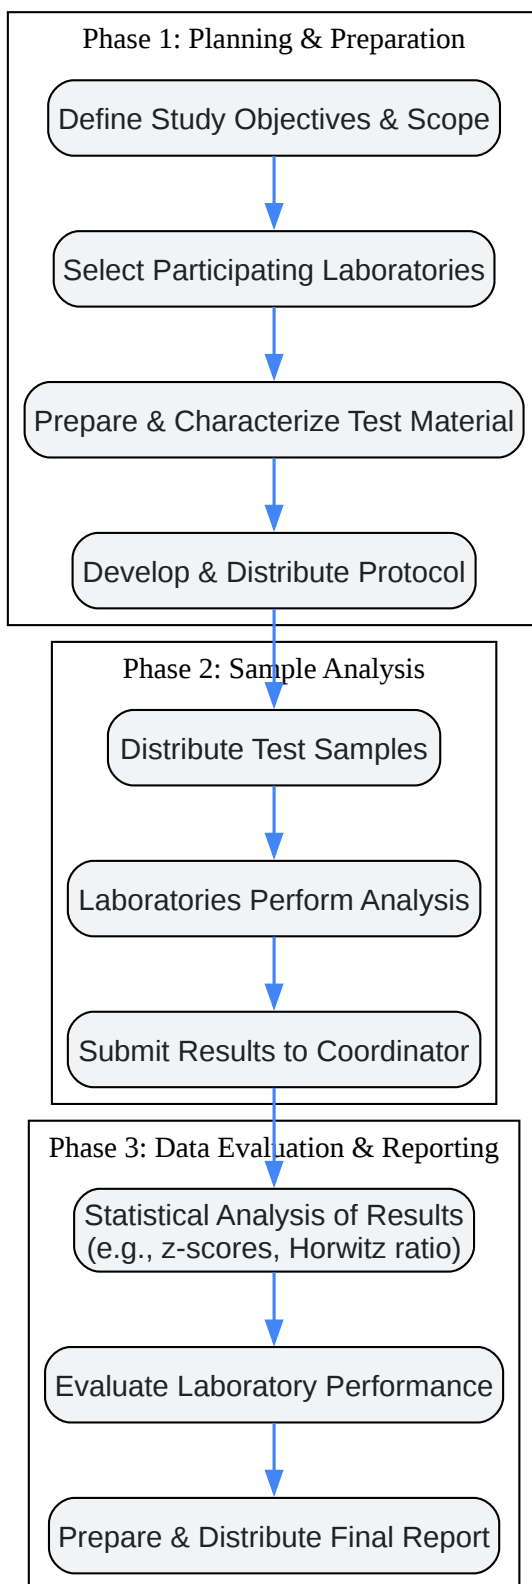 Phase 1: Planning & Preparation
Define Study Objectives & Scope
Select Participating Laboratories
Prepare & Characterize Test Material
Develop & Distribute Protocol
Phase 2: Sample Analysis
Distribute Test Samples
Laboratories Perform Analysis
Submit Results to Coordinator
Phase 3: Data Evaluation & Reporting
Statistical Analysis of Results
(e.g., z-scores, Horwitz ratio)
Evaluate Laboratory Performance
Prepare & Distribute Final Report